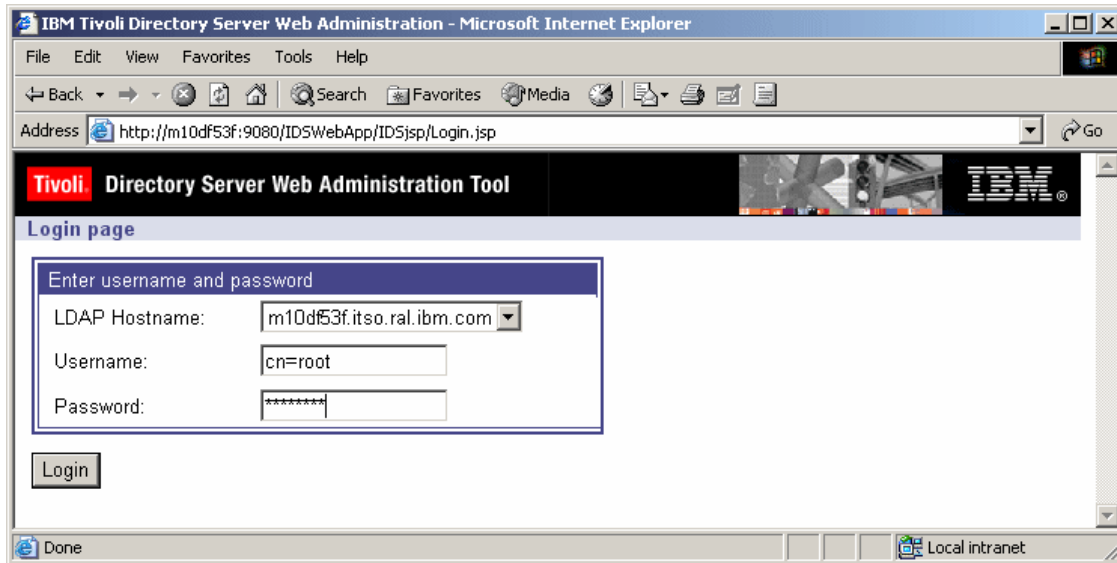 IBM Tivoli Directory Server Web Administration - Microsoft Internet Explorer
File Edit View Favorites Tools Help
Back Search Favorites Media
Address http://m10df53f:9080/IDSWebApp/IDSjsp/Login.jsp Go
Tivoli. Directory Server Web Administration Tool IBM®
Login page
Enter username and password
LDAP Hostname: m10df53f.itso.ral.ibm.com
Username: cn=root
Password: ********
Login
Done Local intranet